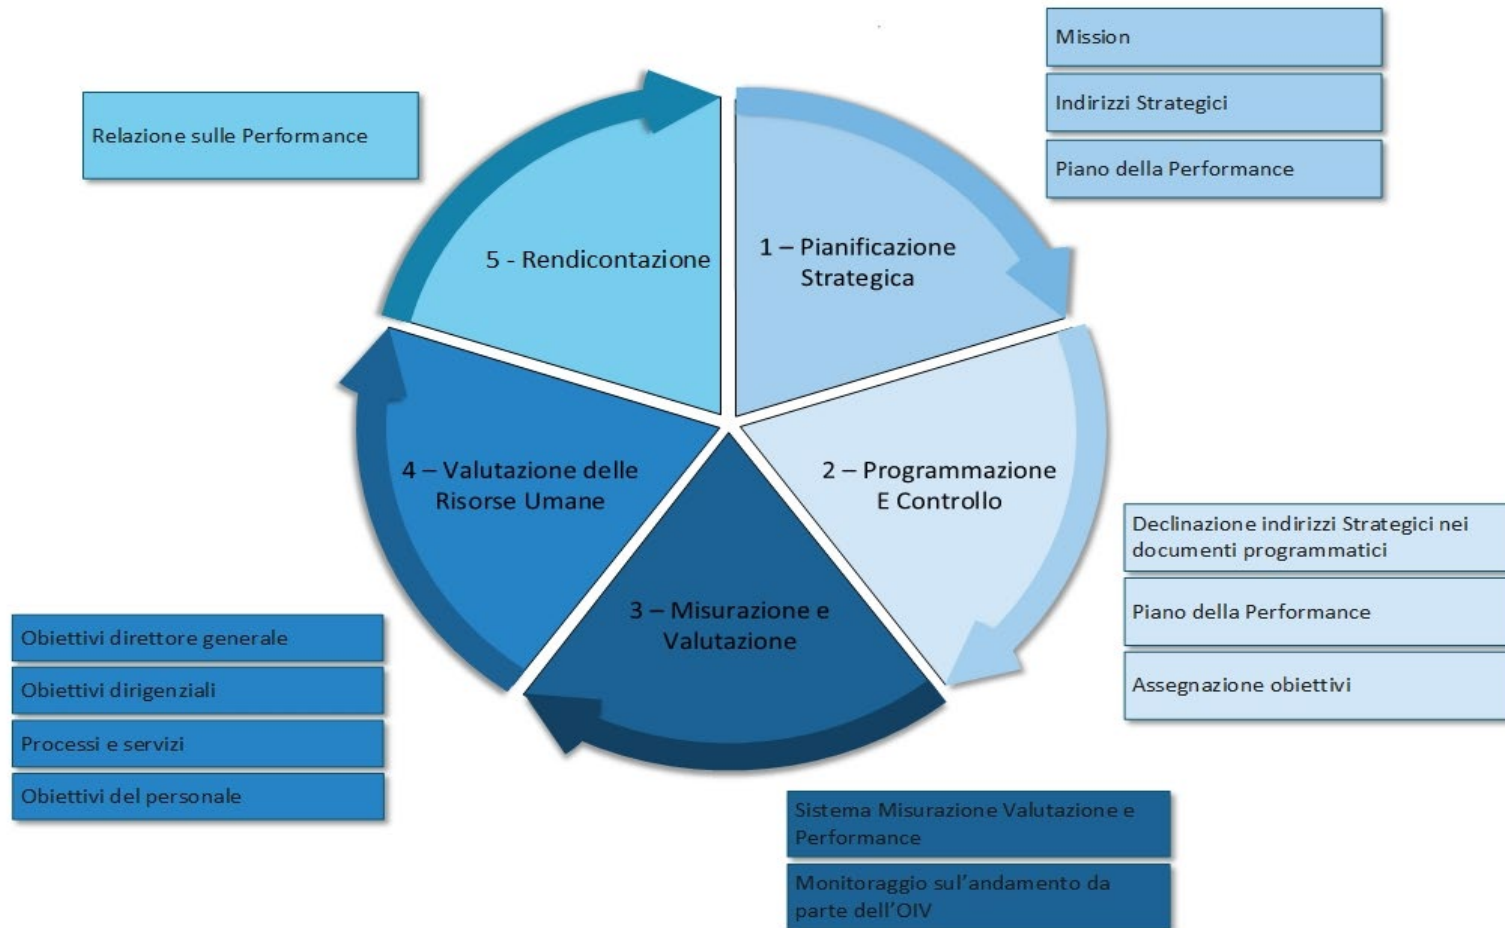 Mission
Indirizzi Strategici
Piano della Performance
Relazione sulle Performance
1 – Pianificazione
Strategica
5 - Rendicontazione
2 – Programmazione
E Controllo
4 – Valutazione delle
Risorse Umane
3 – Misurazione e
Valutazione
Declinazione indirizzi Strategici nei
documenti programmatici
Piano della Performance
Assegnazione obiettivi
Obiettivi direttore generale
Obiettivi dirigenziali
Processi e servizi
Obiettivi del personale
Sistema Misurazione Valutazione e
Performance
Monitoraggio sul’andamento da
parte dell’OIV